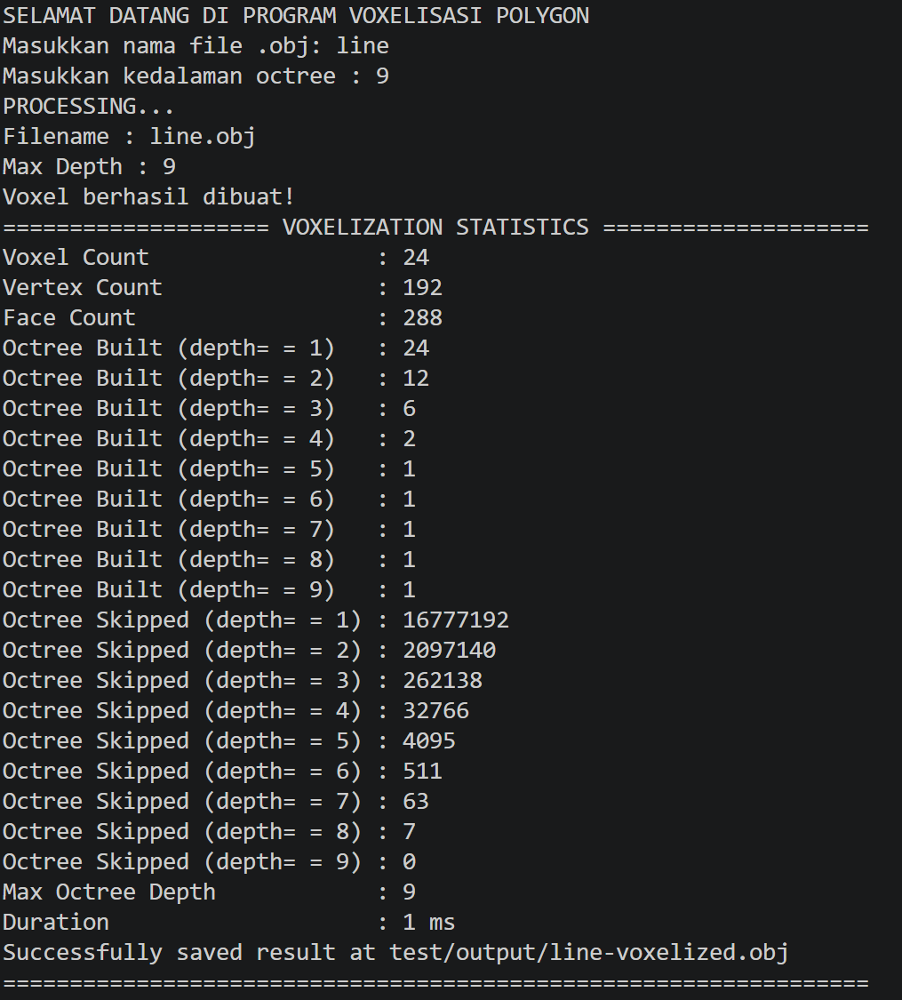 SELAMAT DATANG DI PROGRAM VOXELISASI POLYGON
Masukkan nama file .obj: line
Masukkan kedalaman octree : 9
PROCESSING...
Filename : line.obj
Max Depth : 9
Voxel berhasil dibuat!
==================== VOXELIZATION STATISTICS ====================
Voxel Count                 : 24
Vertex Count                : 192
Face Count                  : 288
Octree Built (depth= = 1)   : 24
Octree Built (depth= = 2)   : 12
Octree Built (depth= = 3)   : 6
Octree Built (depth= = 4)   : 2
Octree Built (depth= = 5)   : 1
Octree Built (depth= = 6)   : 1
Octree Built (depth= = 7)   : 1
Octree Built (depth= = 8)   : 1
Octree Built (depth= = 9)   : 1
Octree Skipped (depth= = 1) : 16777192
Octree Skipped (depth= = 2) : 2097140
Octree Skipped (depth= = 3) : 262138
Octree Skipped (depth= = 4) : 32766
Octree Skipped (depth= = 5) : 4095
Octree Skipped (depth= = 6) : 511
Octree Skipped (depth= = 7) : 63
Octree Skipped (depth= = 8) : 7
Octree Skipped (depth= = 9) : 0
Max Octree Depth            : 9
Duration                    : 1 ms
Successfully saved result at test/output/line-voxelized.obj
=================================================================